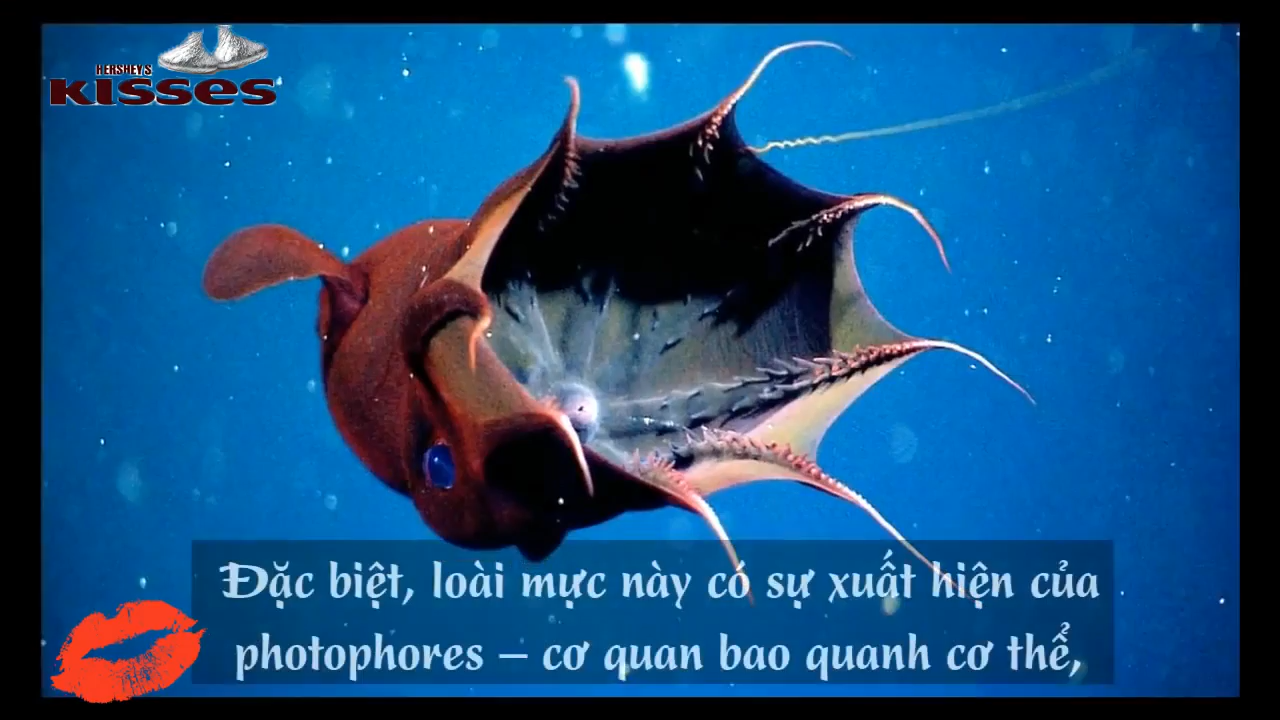 HERSHEY'S
KISSES
Đặc biệt, loài mực này có sự xuất hiện của
photophores – cơ quan bao quanh cơ thể,